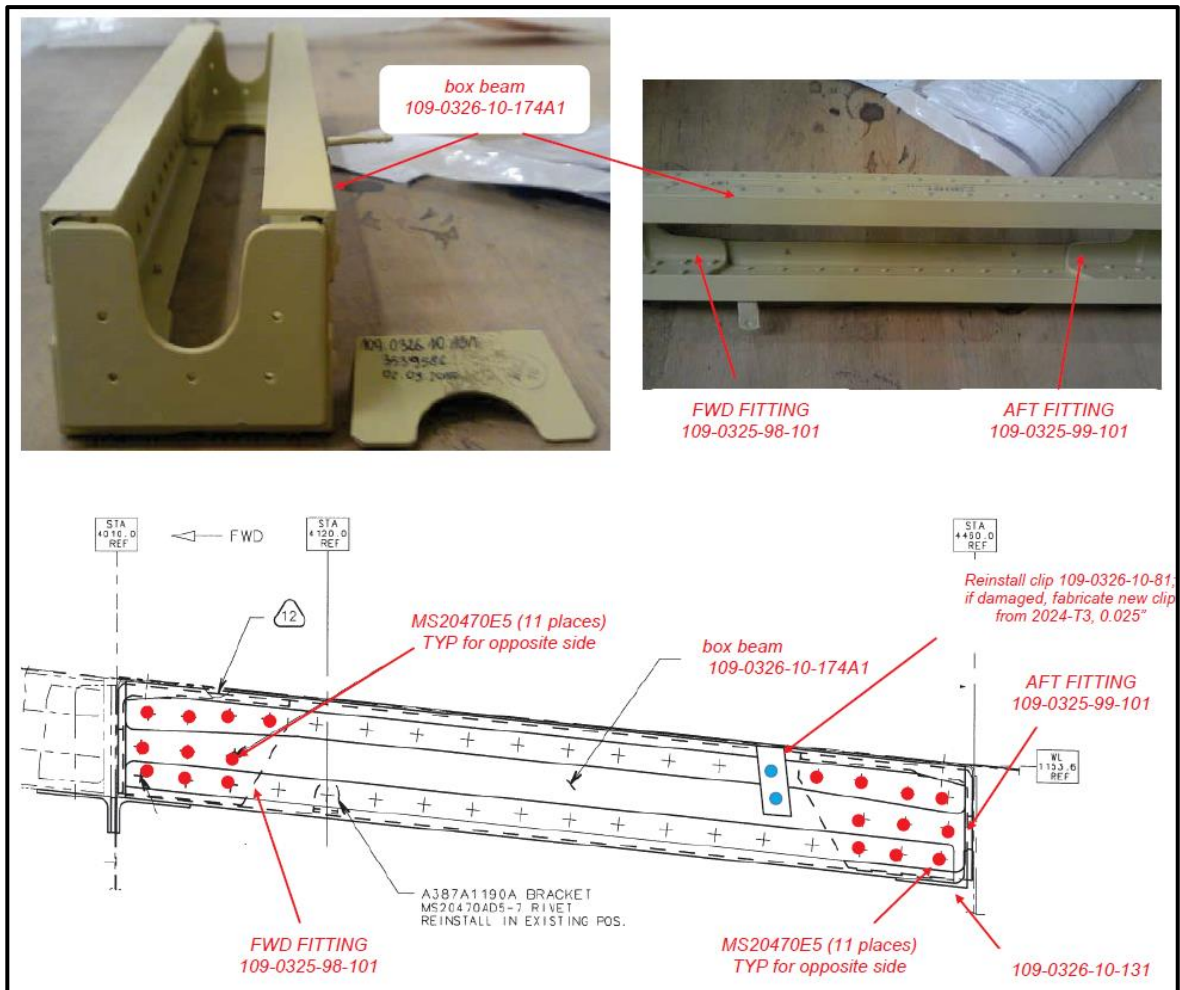 box beam
109-0326-10-174A1
FWD FITTING
109-0325-98-101
AFT FITTING
109-0325-99-101
STA
4010.0
REF
FWD
STA
4120.0
REF
STA
4450.0
REF
12
MS20470E5 (11 places)
TYP for opposite side
box beam
109-0326-10-174A1
Reinstall clip 109-0326-10-81;
if damaged, fabricate new clip
from 2024-T3, 0.025"
AFT FITTING
109-0325-99-101
WL
1153.6
REF
A387A1190A BRACKET
MS20470AD5-7 RIVET
REINSTALL IN EXISTING POS.
FWD FITTING
109-0325-98-101
MS20470E5 (11 places)
TYP for opposite side
109-0326-10-131